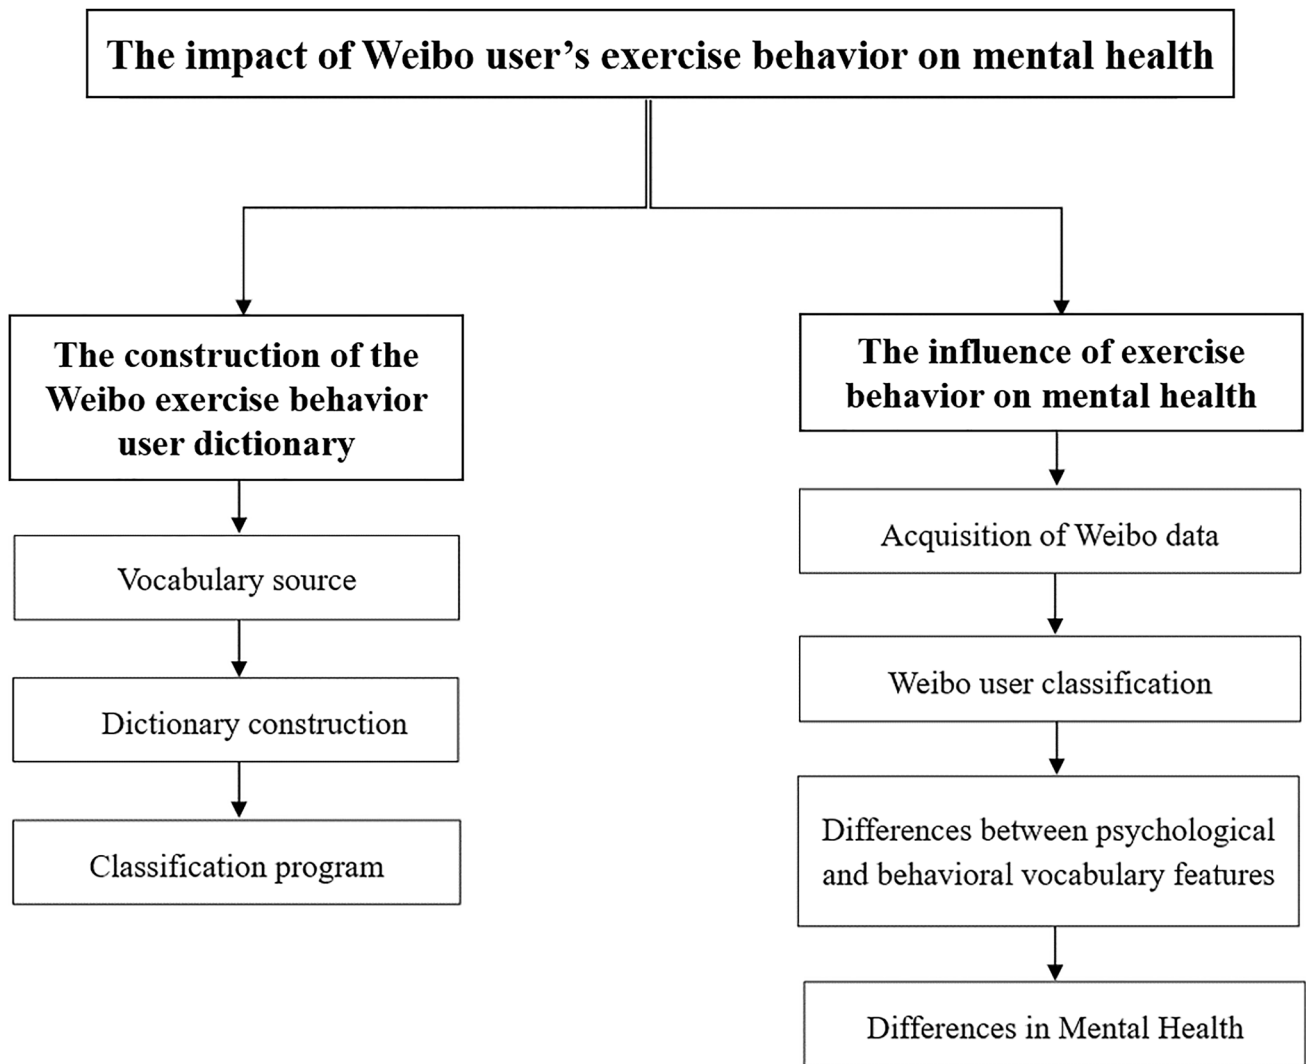 The impact of Weibo user’s exercise behavior on mental health
The construction of the
Weibo exercise behavior
user dictionary
Vocabulary source
Dictionary construction
Classification program
The influence of exercise
behavior on mental health
Acquisition of Weibo data
Weibo user classification
Differences between psychological
and behavioral vocabulary features
Differences in Mental Health